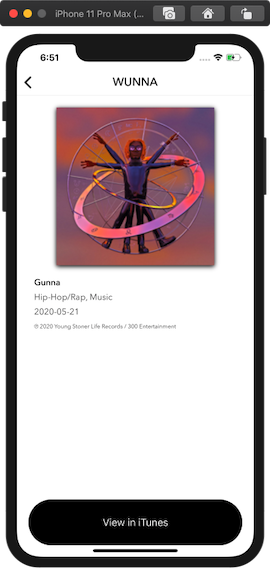 iPhone 11 Pro Max (...
6:51
WUNNA
Gunna
Hip-Hop/Rap, Music
2020-05-21
℗ 2020 Young Stoner Life Records / 300 Entertainment
View in iTunes